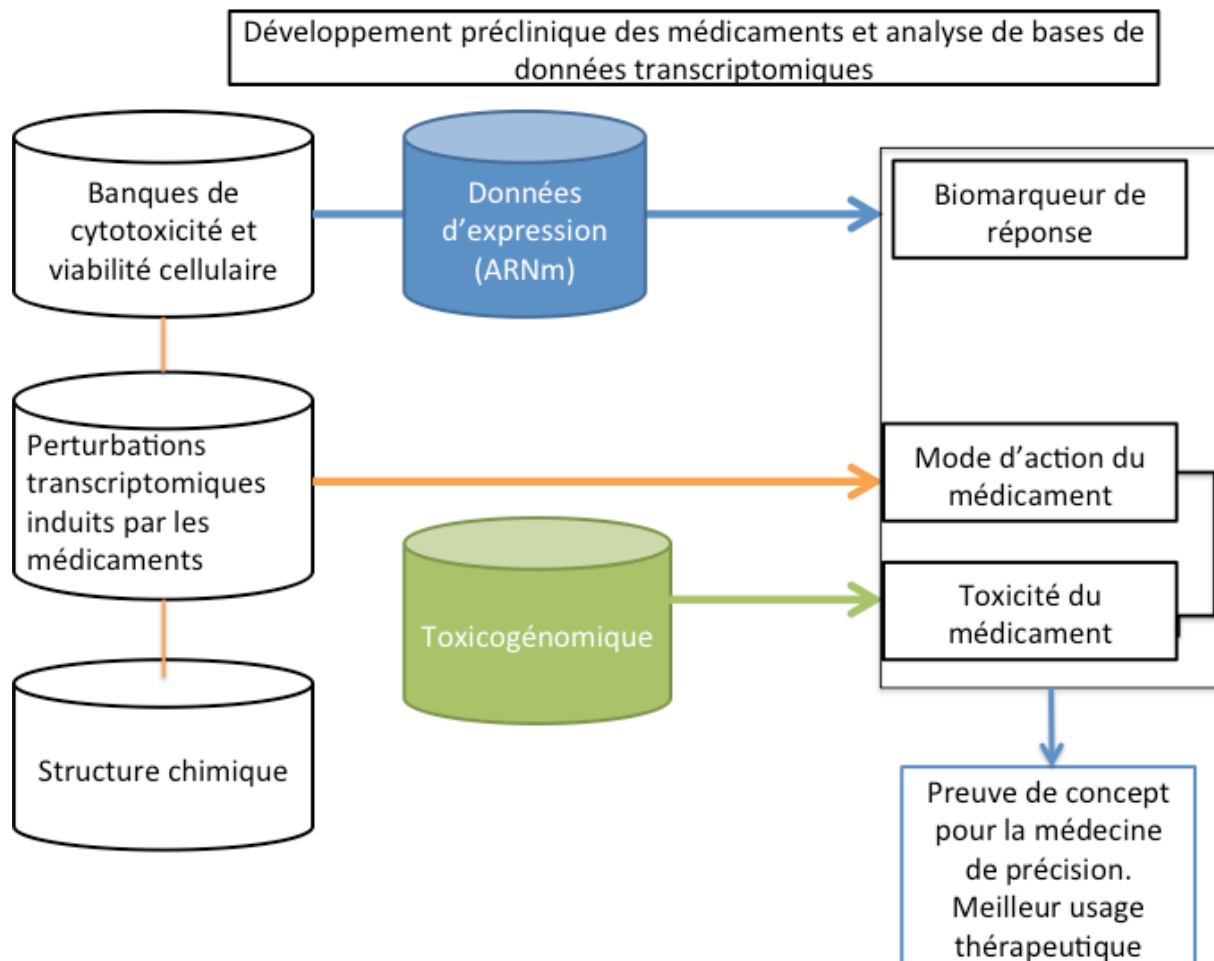 Développement préclinique des médicaments et analyse de bases de
données transcriptomiques
Banques de
cytotoxicité et
viabilité cellulaire
Données
d'expression
(ARNm)
Biomarqueur de
réponse
Perturbations
transcriptomiques
induits par les
médicaments
Mode d'action du
médicament
Toxicogénomique
Toxicité du
médicament
Structure chimique
Preuve de concept
pour la médecine
de précision.
Meilleur usage
thérapeutique